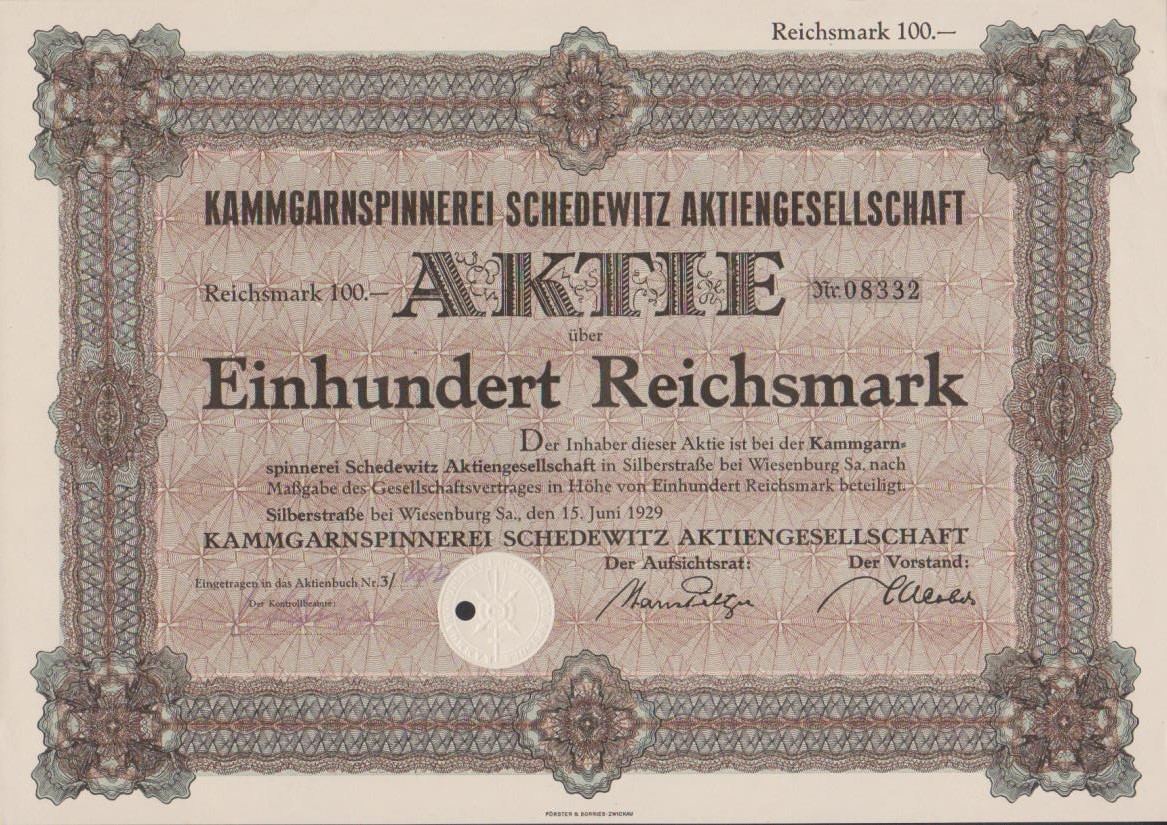 Reichsmark 100.—
KAMMGARNSPINNEREI SCHEDEWITZ AKTIENGESELLSCHAFT
Reichsmark 100.— AKTIE Nr. 08332
über
Einhundert Reichsmark
Der Inhaber dieser Aktie ist bei der Kammgarn=
spinnerei Schedewitz Aktiengesellschaft in Silberstraße bei Wiesenburg Sa. nach
Maßgabe des Gesellschaftsvertrages in Höhe von Einhundert Reichsmark beteiligt.
Silberstraße bei Wiesenburg Sa., den 15. Juni 1929
KAMMGARNSPINNEREI SCHEDEWITZ AKTIENGESELLSCHAFT
Der Aufsichtsrat: Der Vorstand:
Eingetragen in das Aktienbuch Nr. 3/
Der Kontrollbeamte:
FÖRSTER & BORRIES·ZWICKAU